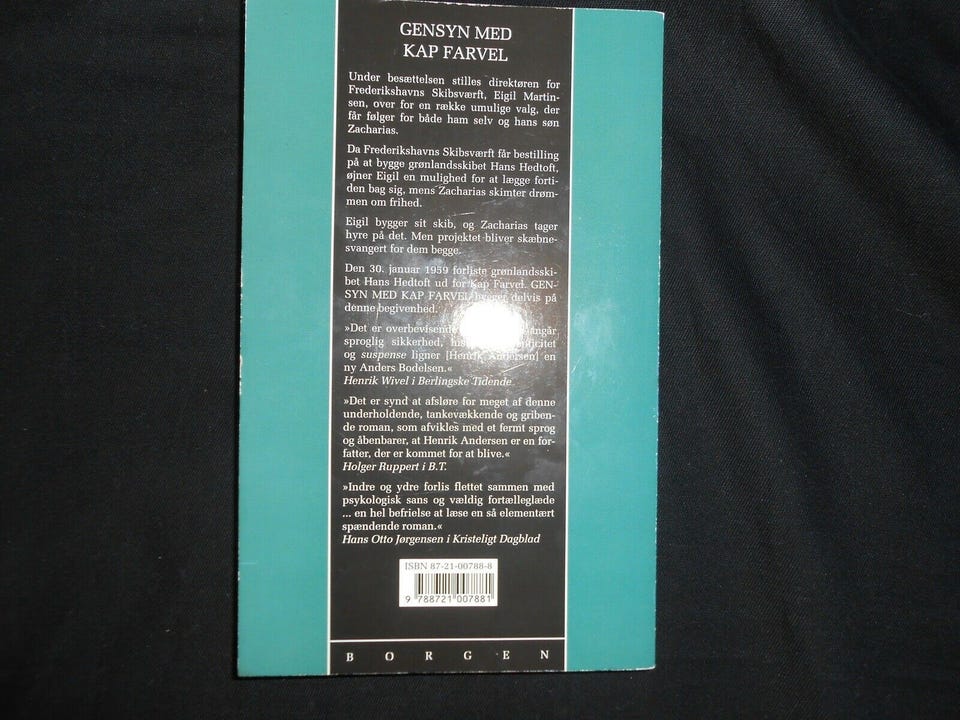 GENSYN MED
KAP FARVEL
Under besættelsen stilles direktøren for
Frederikshavns Skibsværft, Eigil Martin-
sen, over for en række umulige valg, der
får følger for både ham selv og hans søn
Zacharias.
Da Frederikshavns Skibsværft får bestilling
på at bygge grønlandsskibet Hans Hedtoft,
øjner Eigil en mulighed for at lægge forti-
den bag sig, mens Zacharias skimter drøm-
men om frihed.
Eigil bygger sit skib, og Zacharias tager
hyre på det. Men projektet bliver skæbne-
svangert for dem begge.
Den 30. januar 1959 forliste grønlandsski-
bet Hans Hedtoft ud for Kap Farvel. GEN-
SYN MED KAP FARVEL bygger delvis på
denne begivenhed.
»Det er overbevisende angår
sproglig sikkerhed,
og suspense ligner [Henrik Andersen] en
ny Anders Bodelsen.«
Henrik Wivel i Berlingske Tidende
»Det er synd at afsløre for meget af denne
underholdende, tankevækkende og griben-
de roman, som afvikles med et fermt sprog
og åbenbarer, at Henrik Andersen er en for-
fatter, der er kommet for at blive.«
Holger Ruppert i B.T.
»Indre og ydre forlis flettet sammen med
psykologisk sans og vældig fortælleglæde
... en hel befrielse at læse en så elementært
spændende roman.«
Hans Otto Jørgensen i Kristeligt Dagblad
ISBN 87-21-00788-8
9 788721 007881
BORGEN